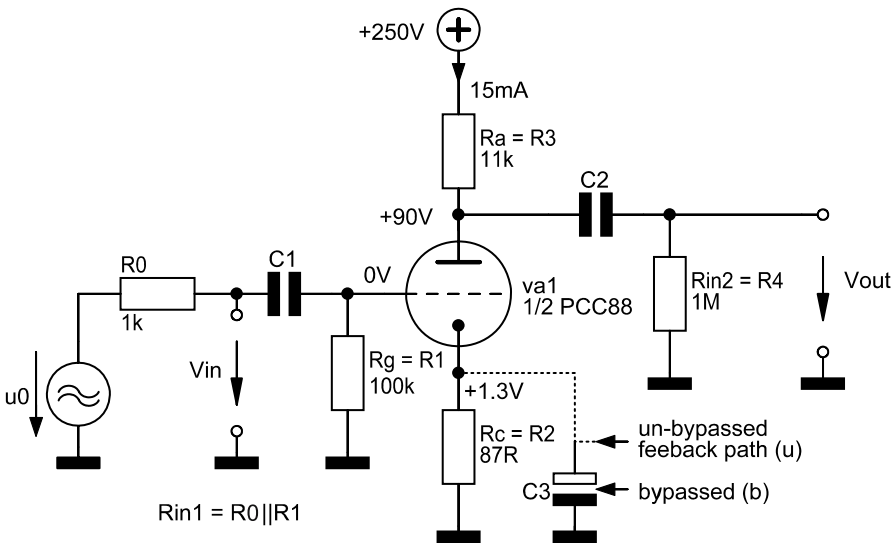 +250V
15mA
Ra = R3
11k
C2
+90V
R0
1k
C1
0V
va1
1/2 PCC88
Rin2 = R4
1M
Vout
Vin
u0
Rg = R1
100k
+1.3V
Rc = R2
87R
un-bypassed
feeback path (u)
C3
bypassed (b)
Rin1 = R0||R1